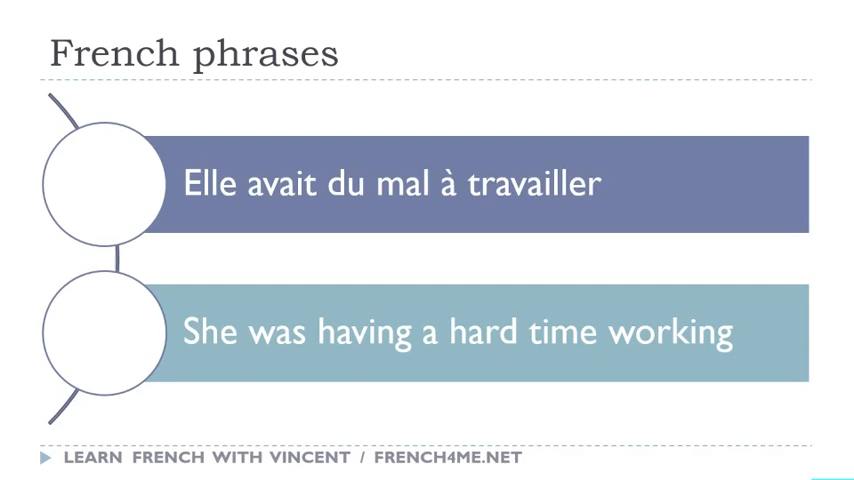 French phrases
Elle avait du mal à travailler
She was having a hard time working
LEARN FRENCH WITH VINCENT / FRENCH4ME.NET